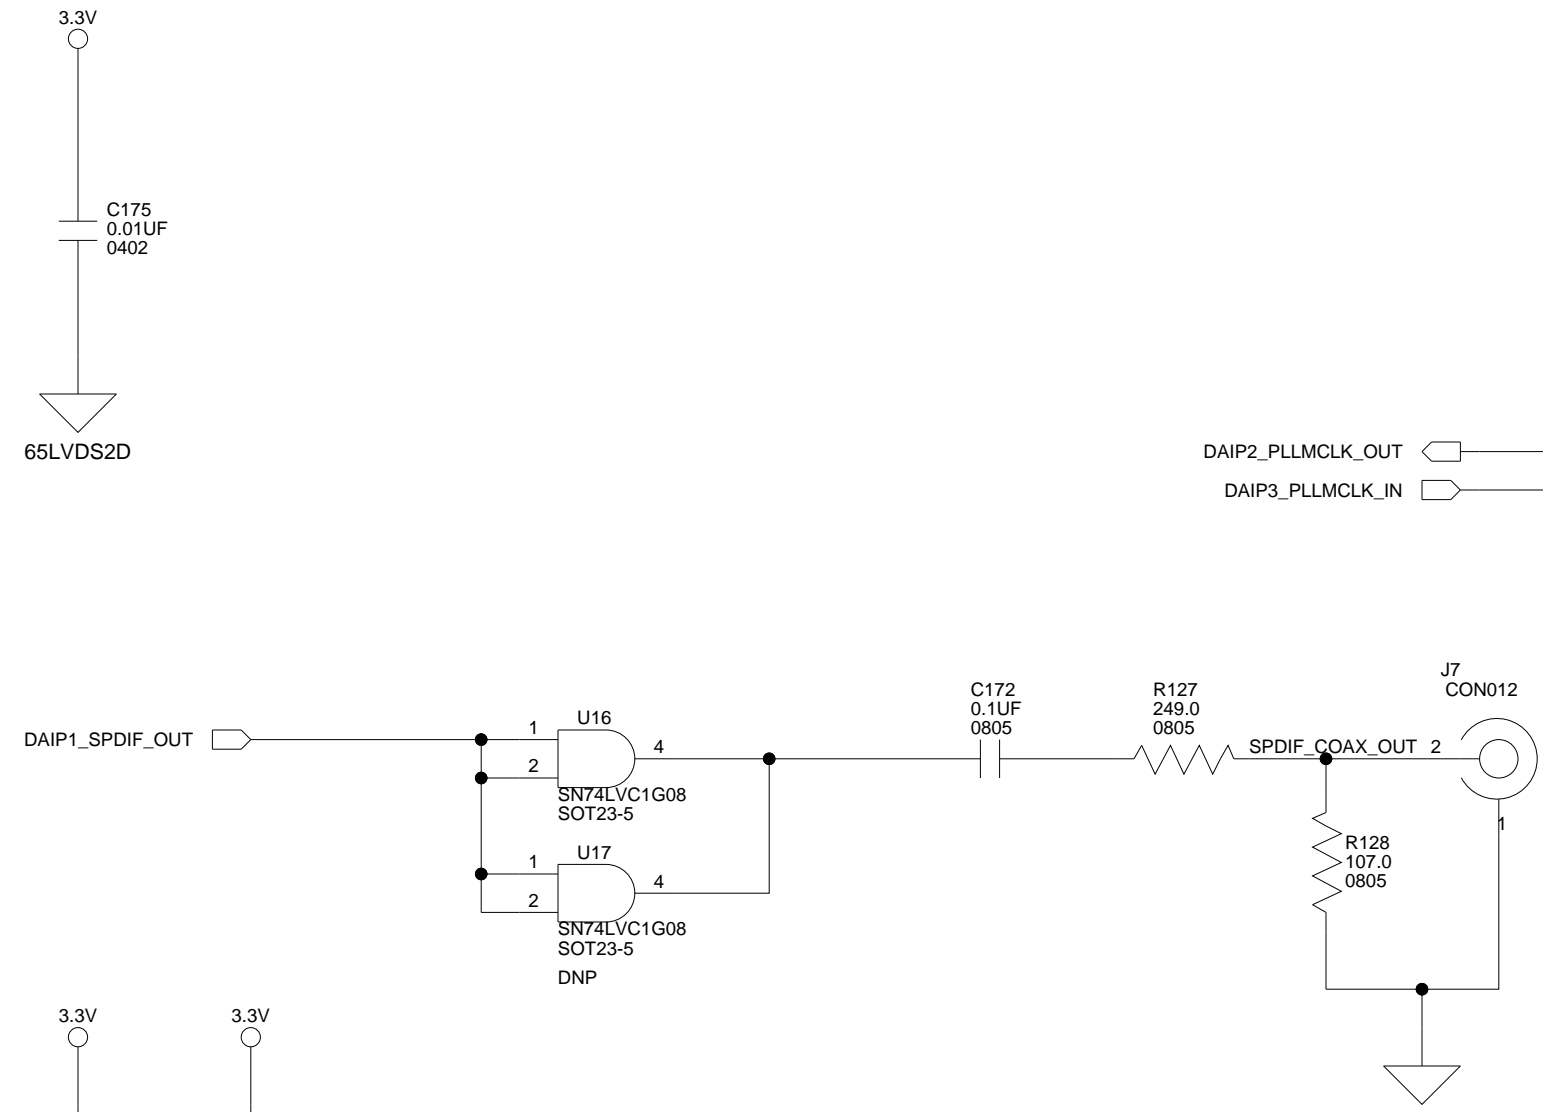 3.3V
C175
0.01UF
0402
65LVDS2D
DAIP2_PLLMCLK_OUT
DAIP3_PLLMCLK_IN
J7
CON012
C172
0.1UF
0805
R127
249.0
0805
DAIP1_SPDIF_OUT
1
2
U16
4
SN74LVC1G08
SOT23-5
SPDIF_COAX_OUT 2
1
1
2
U17
4
SN74LVC1G08
SOT23-5
DNP
R128
107.0
0805
3.3V
3.3V